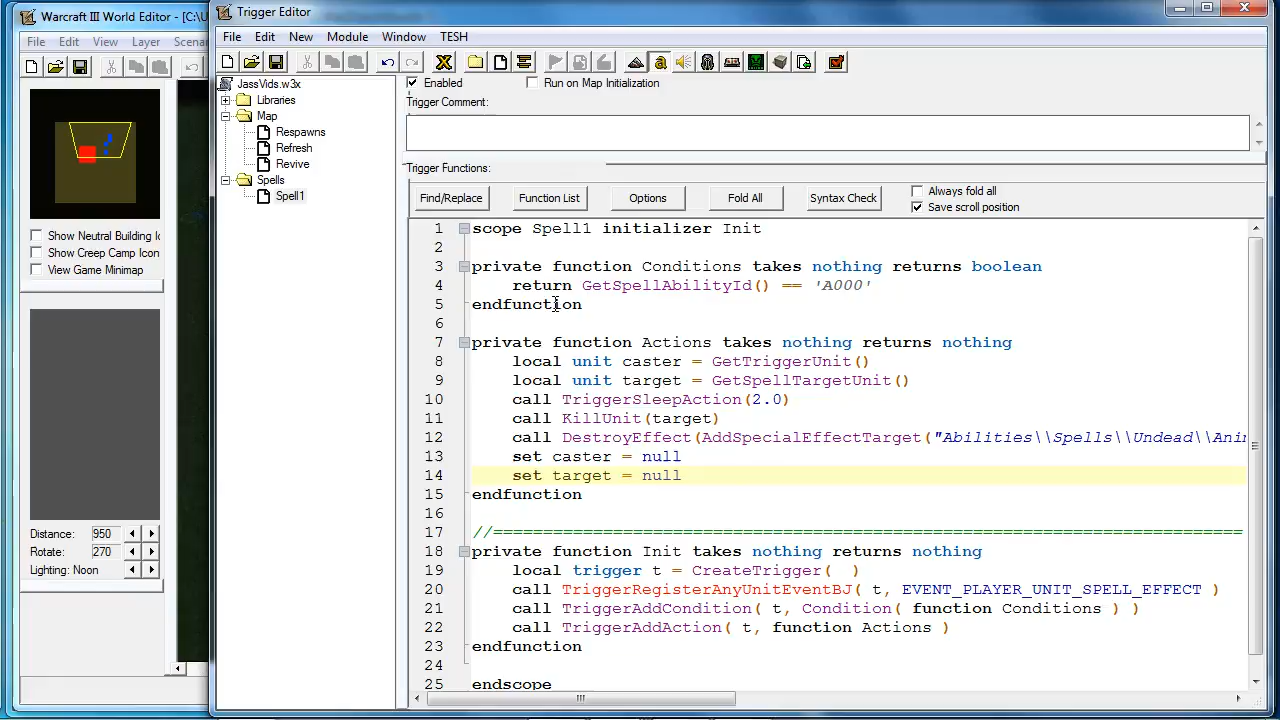 Warcraft III World Editor - [C:\U
File Edit View Layer Scenar
Show Neutral Building Ic
Show Creep Camp Icon
View Game Minimap
Distance: 950
Rotate: 270
Lighting: Noon
Trigger Editor
File Edit New Module Window TESH
JassVids.w3x
Libraries
Map
Respawns
Refresh
Revive
Spells
Spell1
Enabled Run on Map Initialization
Trigger Comment:
Trigger Functions:
Find/Replace Function List Options Fold All Syntax Check
Always fold all
Save scroll position
1 scope Spell1 initializer Init
2
3 private function Conditions takes nothing returns boolean
4 return GetSpellAbilityId() == 'A000'
5 endfunction
6
7 private function Actions takes nothing returns nothing
8 local unit caster = GetTriggerUnit()
9 local unit target = GetSpellTargetUnit()
10 call TriggerSleepAction(2.0)
11 call KillUnit(target)
12 call DestroyEffect(AddSpecialEffectTarget("Abilities\\Spells\\Undead\\Ani
13 set caster = null
14 set target = null
15 endfunction
16
17 //===========================================================================
18 private function Init takes nothing returns nothing
19 local trigger t = CreateTrigger( )
20 call TriggerRegisterAnyUnitEventBJ( t, EVENT_PLAYER_UNIT_SPELL_EFFECT )
21 call TriggerAddCondition( t, Condition( function Conditions ) )
22 call TriggerAddAction( t, function Actions )
23 endfunction
24
25 endscope